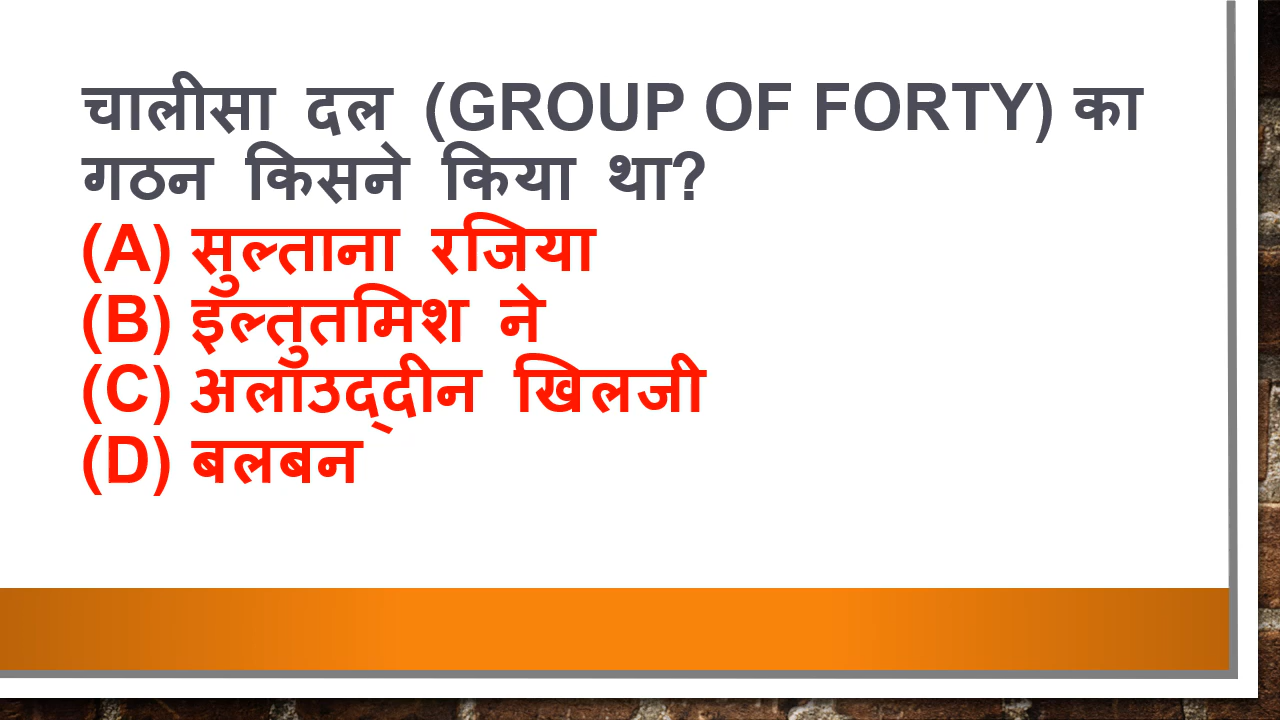 चालीसा दल (GROUP OF FORTY) का
गठन किसने किया था?
(A) सुल्ताना रजिया
(B) इल्तुतमिश ने
(C) अलाउद्दीन खिलजी
(D) बलबन